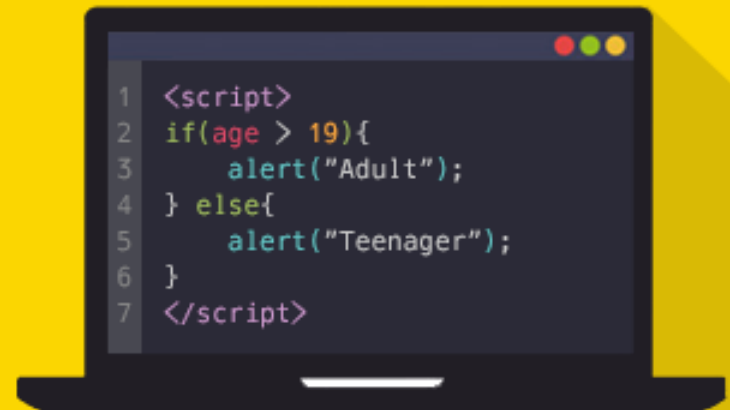 1 <script>
2 if(age > 19){
3     alert("Adult");
4 } else{
5     alert("Teenager");
6 }
7 </script>